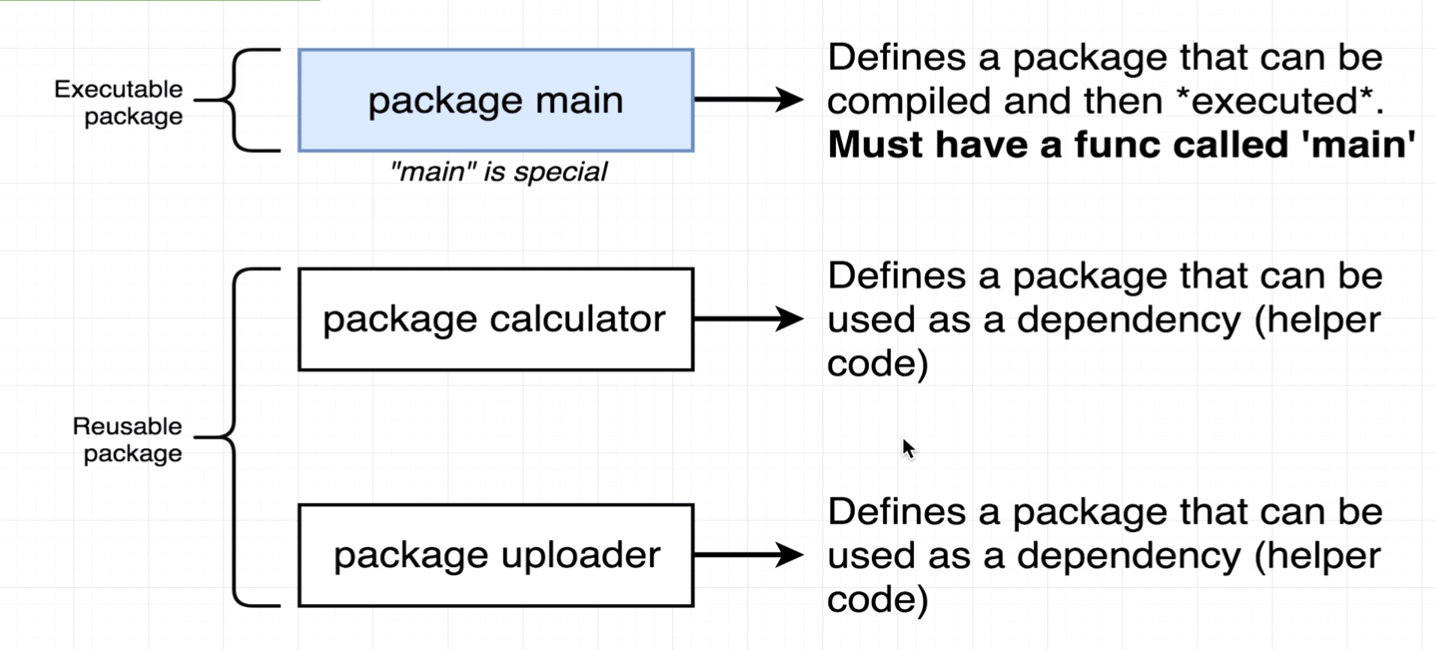 Executable
package
package main
"main" is special
Defines a package that can be
compiled and then *executed*.
Must have a func called 'main'
Reusable
package
package calculator
Defines a package that can be
used as a dependency (helper
code)
package uploader
Defines a package that can be
used as a dependency (helper
code)